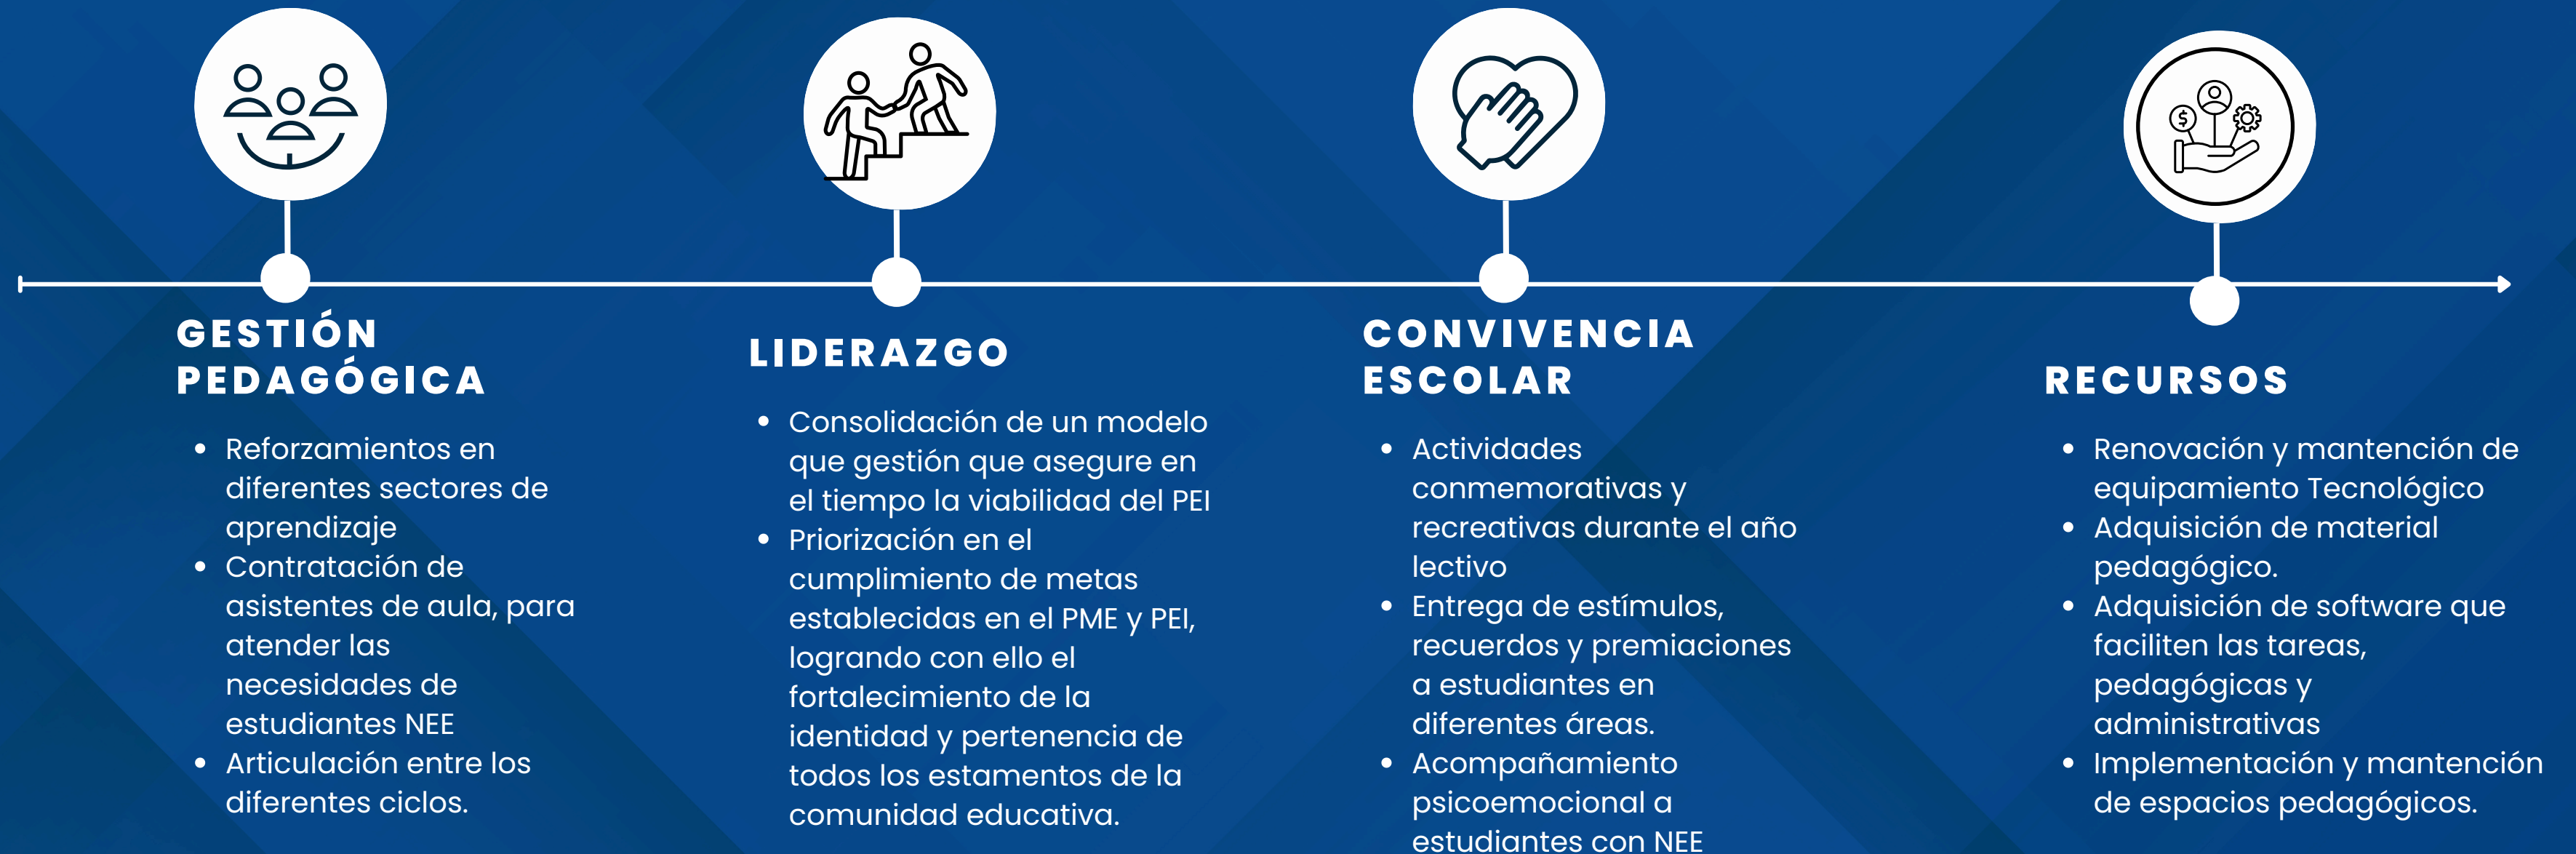 GESTIÓN
PEDAGÓGICA
• Reforzamientos en
diferentes sectores de
aprendizaje
• Contratación de
asistentes de aula, para
atender las
necesidades de
estudiantes NEE
• Articulación entre los
diferentes ciclos.
LIDERAZGO
• Consolidación de un modelo
que gestión que asegure en
el tiempo la viabilidad del PEI
• Priorización en el
cumplimiento de metas
establecidas en el PME y PEI,
logrando con ello el
fortalecimiento de la
identidad y pertenencia de
todos los estamentos de la
comunidad educativa.
CONVIVENCIA
ESCOLAR
• Actividades
conmemorativas y
recreativas durante el año
lectivo
• Entrega de estímulos,
recuerdos y premiaciones
a estudiantes en
diferentes áreas.
• Acompañamiento
psicoemocional a
estudiantes con NEE
$
RECURSOS
• Renovación y mantención de
equipamiento Tecnológico
• Adquisición de material
pedagógico.
• Adquisición de software que
faciliten las tareas,
pedagógicas y
administrativas
• Implementación y mantención
de espacios pedagógicos.